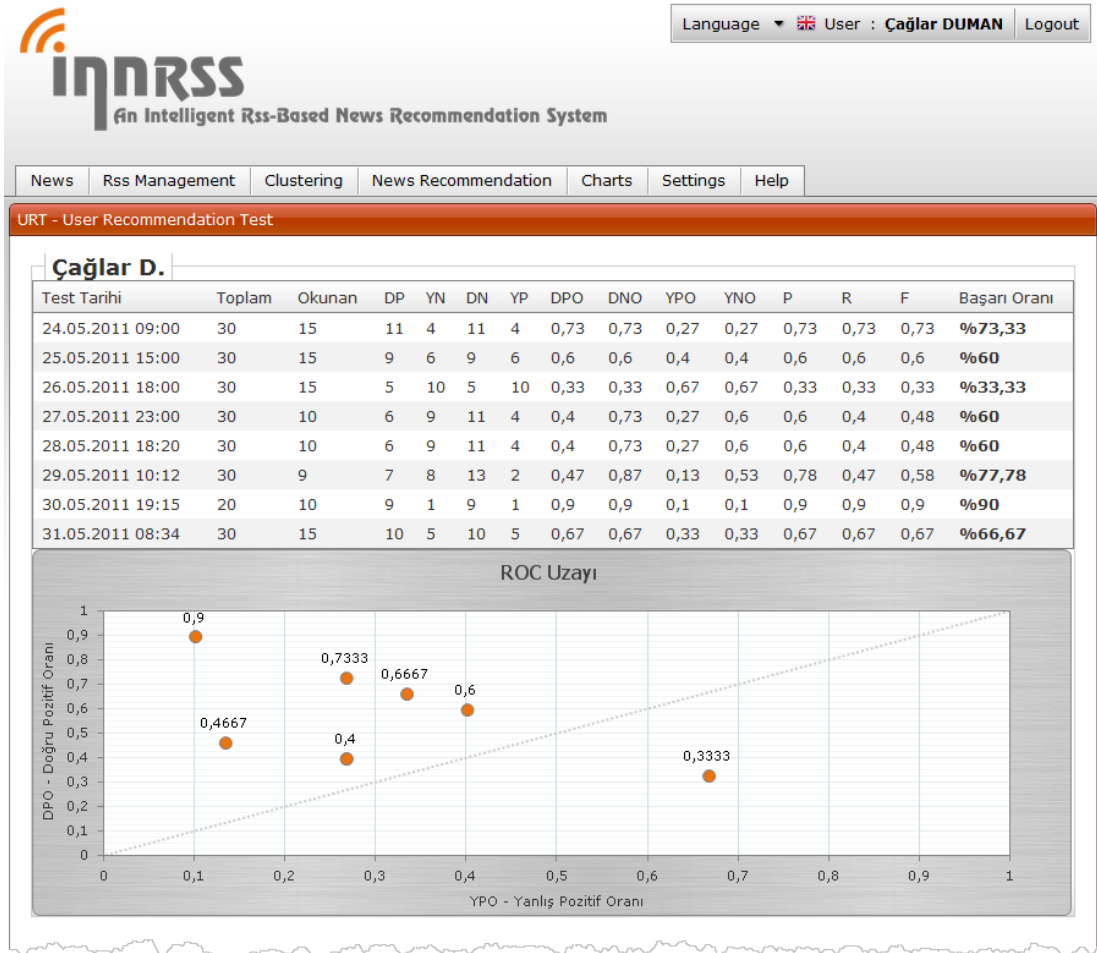 Language User : Çağlar DUMAN Logout
innRSS
An Intelligent Rss-Based News Recommendation System
News Rss Management Clustering News Recommendation Charts Settings Help
URT - User Recommendation Test
Çağlar D.
Test Tarihi Toplam Okunan DP YN DN YP DPO DNO YPO YNO P R F Başarı Oranı
24.05.2011 09:00 30 15 11 4 11 4 0,73 0,73 0,27 0,27 0,73 0,73 0,73 %73,33
25.05.2011 15:00 30 15 9 6 9 6 0,6 0,6 0,4 0,4 0,6 0,6 0,6 %60
26.05.2011 18:00 30 15 5 10 5 10 0,33 0,33 0,67 0,67 0,33 0,33 0,33 %33,33
27.05.2011 23:00 30 10 6 9 11 4 0,4 0,73 0,27 0,6 0,6 0,4 0,48 %60
28.05.2011 18:20 30 10 6 9 11 4 0,4 0,73 0,27 0,6 0,6 0,4 0,48 %60
29.05.2011 10:12 30 9 7 8 13 2 0,47 0,87 0,13 0,53 0,78 0,47 0,58 %77,78
30.05.2011 19:15 20 10 9 1 9 1 0,9 0,9 0,1 0,1 0,9 0,9 0,9 %90
31.05.2011 08:34 30 15 10 5 10 5 0,67 0,67 0,33 0,33 0,67 0,67 0,67 %66,67
ROC Uzayı
DPO - Doğru Pozitif Oranı
1
0,9
0,8
0,7
0,6
0,5
0,4
0,3
0,2
0,1
0
0,9
0,7333
0,6667
0,6
0,4667
0,4
0,3333
0 0,1 0,2 0,3 0,4 0,5 0,6 0,7 0,8 0,9 1
YPO - Yanlış Pozitif Oranı